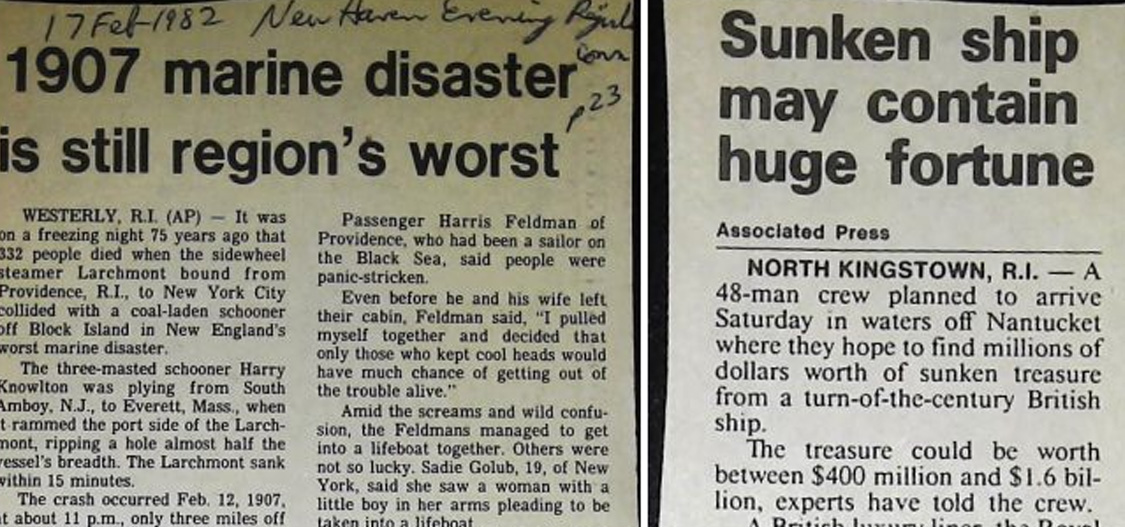 17 Feb 1982 New Haven Evening
Conn
p 23
1907 marine disaster
is still region's worst
WESTERLY, R.I. (AP) — It was
on a freezing night 75 years ago that
332 people died when the sidewheel
steamer Larchmont bound from
Providence, R.I., to New York City
collided with a coal-laden schooner
off Block Island in New England's
worst marine disaster.
The three-masted schooner Harry
Knowlton was plying from South
Amboy, N.J., to Everett, Mass., when
t rammed the port side of the Larch-
mont, ripping a hole almost half the
vessel's breadth. The Larchmont sank
within 15 minutes.
The crash occurred Feb. 12, 1907,
at about 11 p.m., only three miles off
Passenger Harris Feldman of
Providence, who had been a sailor on
the Black Sea, said people were
panic-stricken.
Even before he and his wife left
their cabin, Feldman said, "I pulled
myself together and decided that
only those who kept cool heads would
have much chance of getting out of
the trouble alive."
Amid the screams and wild confu-
sion, the Feldmans managed to get
into a lifeboat together. Others were
not so lucky. Sadie Golub, 19, of New
York, said she saw a woman with a
little boy in her arms pleading to be
taken into a lifeboat
Sunken ship
may contain
huge fortune
Associated Press
NORTH KINGSTOWN, R.I. — A
48-man crew planned to arrive
Saturday in waters off Nantucket
where they hope to find millions of
dollars worth of sunken treasure
from a turn-of-the-century British
ship.
The treasure could be worth
between $400 million and $1.6 bil-
lion, experts have told the crew.
A British luxury liner, the Royal